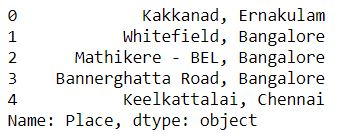 0 Kakkanad, Ernakulam
1 Whitefield, Bangalore
2 Mathikere - BEL, Bangalore
3 Bannerghatta Road, Bangalore
4 Keelkattalai, Chennai
Name: Place, dtype: object